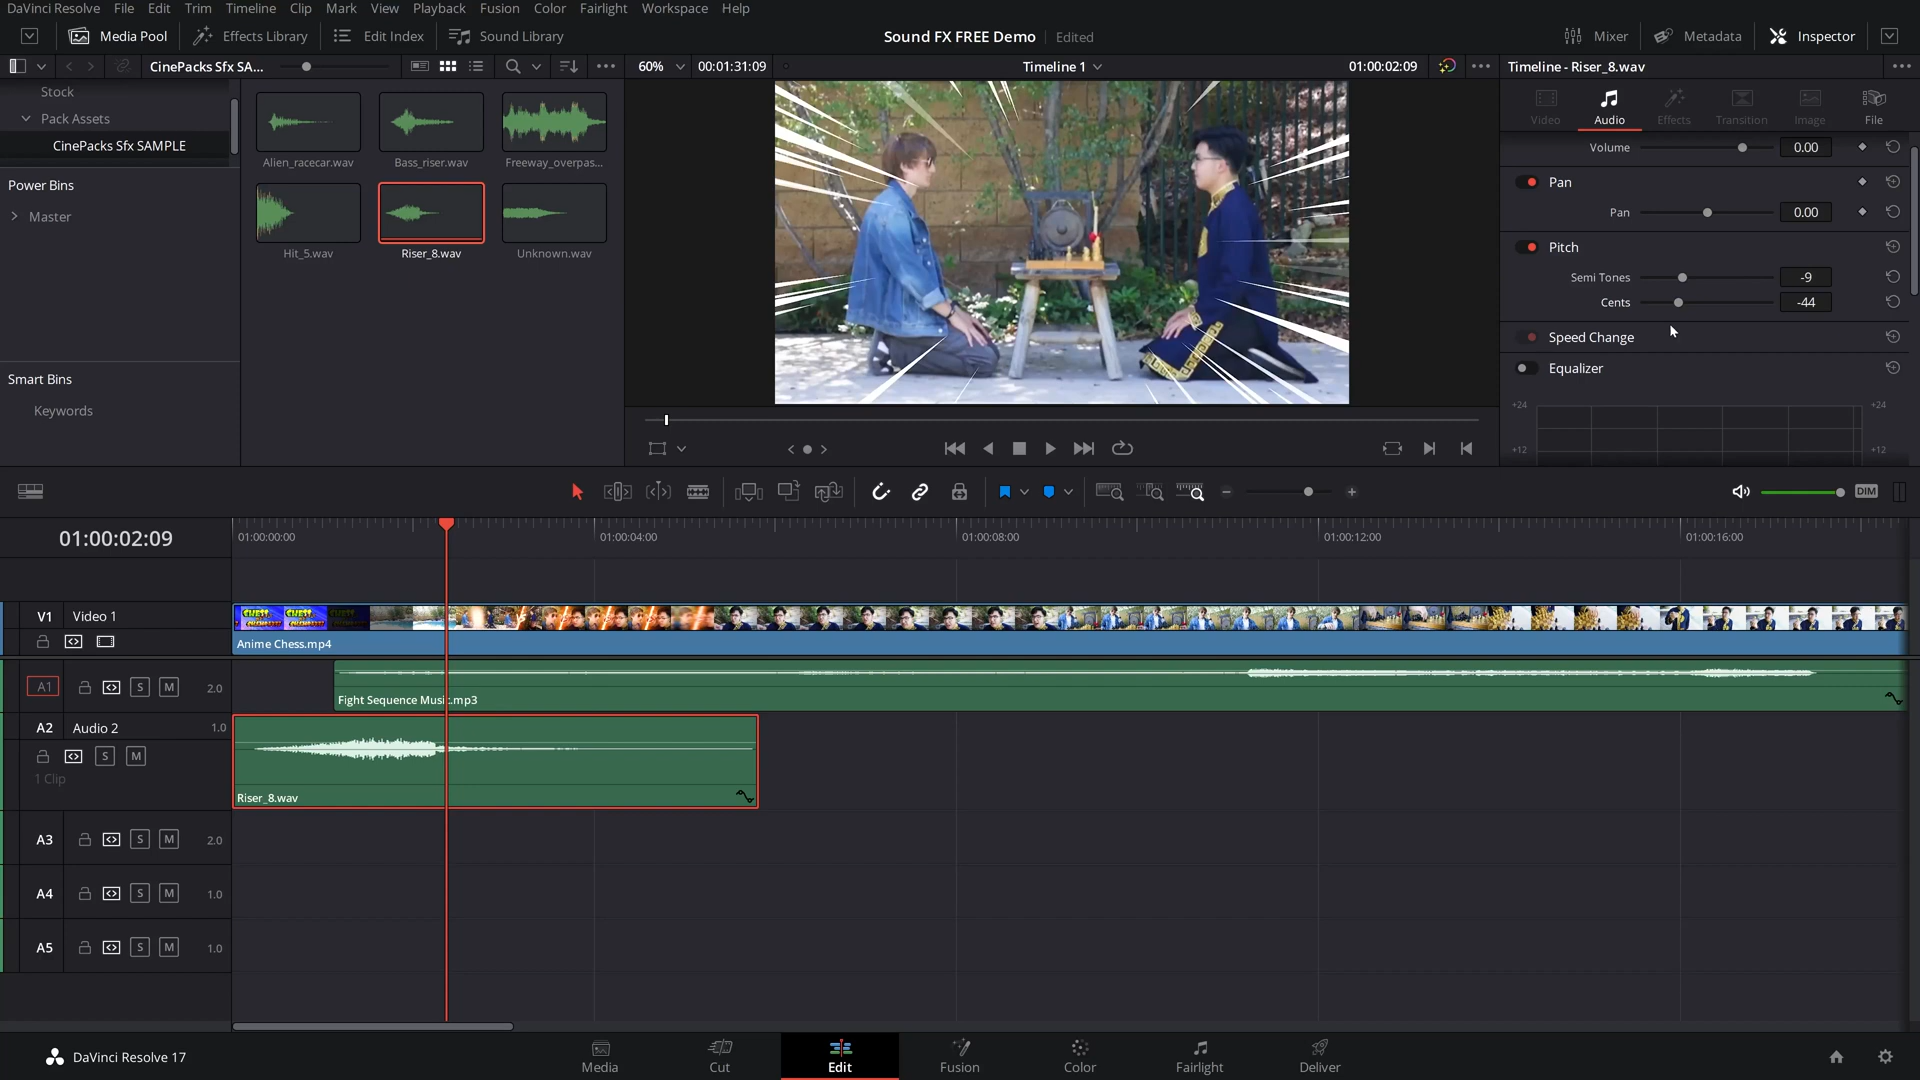 DaVinci Resolve File Edit Trim Timeline Clip Mark View Playback Fusion Color Fairlight Workspace Help
Media Pool Effects Library Edit Index Sound Library Sound FX FREE Demo Edited Mixer Metadata Inspector
CinePacks Sfx SA... 60% 00:01:31:09 Timeline 1 01:00:02:09 Timeline - Riser_8.wav
Stock
Pack Assets
CinePacks Sfx SAMPLE
Power Bins
Master
Smart Bins
Keywords
Alien_racecar.wav Bass_riser.wav Freeway_overpas...
Hit_5.wav Riser_8.wav Unknown.wav
Video Audio Effects Transition Image File
Volume 0.00
Pan
Pan 0.00
Pitch
Semi Tones -9
Cents -44
Speed Change
Equalizer
+24 +24
+12 +12
DIM
01:00:02:09 01:00:00:00 01:00:04:00 01:00:08:00 01:00:12:00 01:00:16:00
V1 Video 1
CHESS CHESS
Anime Chess.mp4
A1 S M 2.0
Fight Sequence Music.mp3
A2 Audio 2 1.0
S M
1 Clip
Riser_8.wav
A3 S M 2.0
A4 S M 1.0
A5 S M 1.0
DaVinci Resolve 17 Media Cut Edit Fusion Color Fairlight Deliver